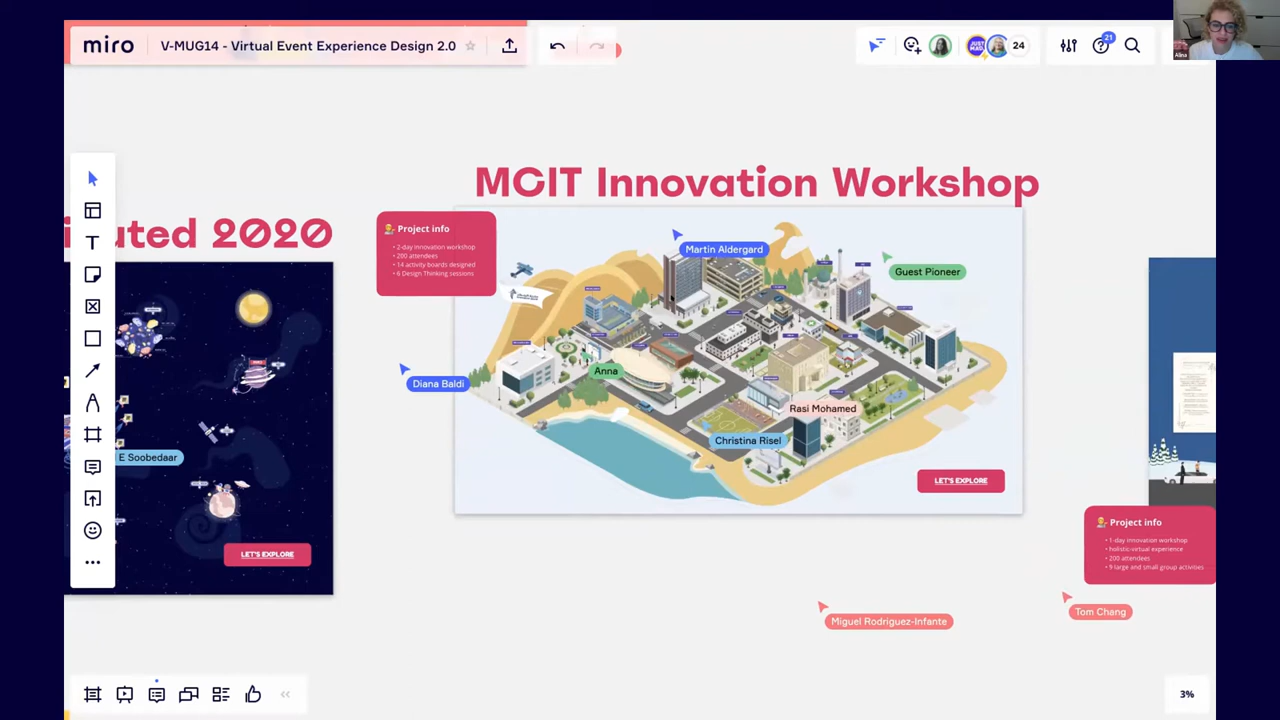 miro
V-MUG14 - Virtual Event Experience Design 2.0
24
21
Alina
MCIT Innovation Workshop
uted 2020
Project info
• 2-day innovation workshop
• 200 attendees
• 14 activity boards designed
• 6 Design Thinking sessions
Martin Aldergard
Guest Pioneer
Anna
Diana Baldi
Rasi Mohamed
Christina Risel
E Soobedaar
LET'S EXPLORE
LET'S EXPLORE
Project info
• 1-day innovation workshop
• holistic-virtual experience
• 200 attendees
• 9 large and small group activities
Tom Chang
Miguel Rodriguez-Infante
3%